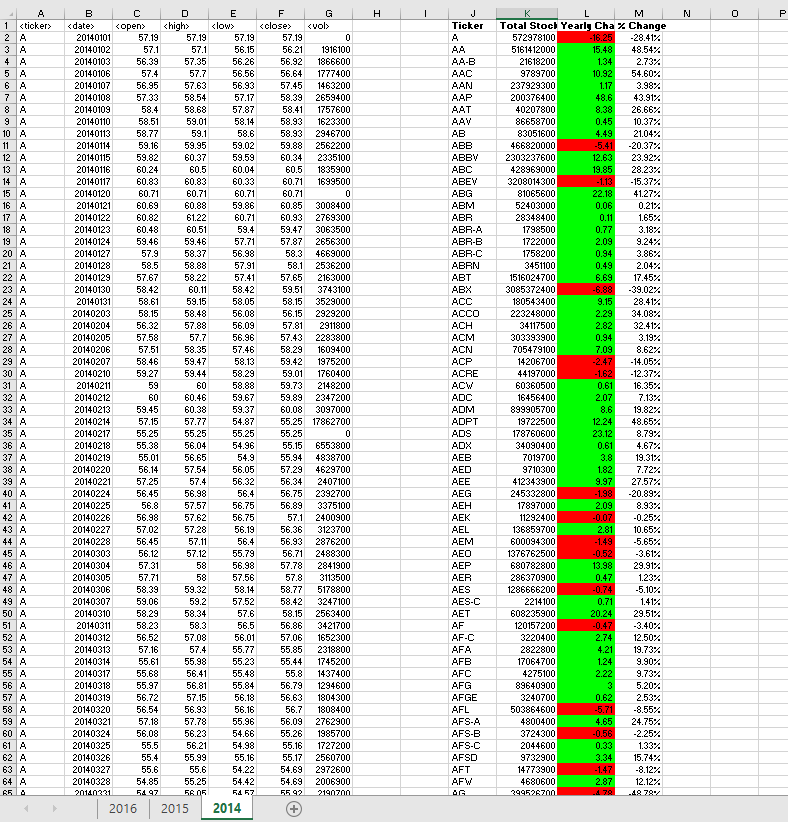 A B C D E F G H I J K L M N O P
1 <ticker> <date> <open> <high> <low> <close> <vol> Ticker Total Stock Yearly Cha % Change
2 A 20140101 57.19 57.19 57.19 57.19 0 A 572978100 -16.25 -28.41%
3 A 20140102 57.1 57.1 56.15 56.21 1916100 AA 5161412000 15.48 48.54%
4 A 20140103 56.39 57.35 56.26 56.92 1866600 AA-B 21618200 1.34 2.73%
5 A 20140106 57.4 57.7 56.56 56.64 1777400 AAC 9789700 10.92 54.60%
6 A 20140107 56.95 57.63 56.93 57.45 1463200 AAN 237929300 1.17 3.98%
7 A 20140108 57.33 58.54 57.17 58.39 2659400 AAP 200376400 48.6 43.91%
8 A 20140109 58.4 58.68 57.87 58.41 1757600 AAT 40207800 8.38 26.66%
9 A 20140110 58.51 59.01 58.14 58.93 1623300 AAV 86658700 0.45 10.37%
10 A 20140113 58.77 59.1 58.6 58.93 2946700 AB 83051600 4.49 21.04%
11 A 20140114 59.16 59.95 59.02 59.88 2562200 ABB 466820000 -5.41 -20.37%
12 A 20140115 59.82 60.37 59.59 60.34 2335100 ABBV 2303237600 12.63 23.92%
13 A 20140116 60.24 60.5 60.04 60.5 1835900 ABC 428969000 19.85 28.23%
14 A 20140117 60.83 60.83 60.33 60.71 1699500 ABEV 3208014300 -1.13 -15.37%
15 A 20140120 60.71 60.71 60.71 60.71 0 ABG 81065600 22.18 41.27%
16 A 20140121 60.69 60.88 59.86 60.85 3008400 ABM 52403000 0.06 0.21%
17 A 20140122 60.82 61.22 60.71 60.93 2769300 ABR 28348400 0.11 1.65%
18 A 20140123 60.48 60.51 59.4 59.47 3063500 ABR-A 1798500 0.77 3.18%
19 A 20140124 59.46 59.46 57.71 57.87 2656300 ABR-B 1722000 2.09 9.24%
20 A 20140127 57.9 58.37 56.98 58.3 4669000 ABR-C 1758200 0.94 3.86%
21 A 20140128 58.5 58.88 57.91 58.1 2536200 ABRN 3451100 0.49 2.04%
22 A 20140129 57.67 58.22 57.41 57.65 2163000 ABT 1516024700 6.69 17.45%
23 A 20140130 58.42 60.11 58.42 59.51 3743100 ABX 3085372400 -6.88 -39.02%
24 A 20140131 58.61 59.15 58.05 58.15 3529000 ACC 180543400 9.15 28.41%
25 A 20140203 58.15 58.48 56.08 56.15 2929200 ACCO 223248000 2.29 34.08%
26 A 20140204 56.32 57.88 56.09 57.81 2911800 ACH 34117500 2.82 32.41%
27 A 20140205 57.58 57.7 56.96 57.43 2283800 ACM 303393900 0.94 3.19%
28 A 20140206 57.51 58.35 57.46 58.29 1609400 ACN 705479100 7.09 8.62%
29 A 20140207 58.46 59.47 58.13 59.42 1975200 ACP 14206700 -2.47 -14.05%
30 A 20140210 59.27 59.44 58.29 59.01 1760400 ACRE 44197000 -1.62 -12.37%
31 A 20140211 59 60 58.88 59.73 2148200 ACW 60360500 0.61 16.35%
32 A 20140212 60 60.46 59.67 59.89 2347200 ADC 16456400 2.07 7.13%
33 A 20140213 59.45 60.38 59.37 60.08 3097000 ADM 899905700 8.6 19.82%
34 A 20140214 57.15 57.77 54.87 55.25 17862700 ADPT 19722500 12.24 48.65%
35 A 20140217 55.25 55.25 55.25 55.25 0 ADS 178760600 23.12 8.79%
36 A 20140218 55.38 56.04 54.96 55.15 6553800 ADX 34090400 0.61 4.67%
37 A 20140219 55.01 56.65 54.9 55.94 4838700 AEB 7019700 3.8 19.31%
38 A 20140220 56.14 57.54 56.05 57.29 4629700 AED 9710300 1.82 7.72%
39 A 20140221 57.25 57.4 56.32 56.34 2407100 AEE 412343900 9.97 27.57%
40 A 20140224 56.45 56.98 56.4 56.75 2392700 AEG 245332800 -1.98 -20.89%
41 A 20140225 56.8 57.57 56.75 56.89 3375100 AEH 17897000 2.09 8.93%
42 A 20140226 56.98 57.62 56.75 57.1 2400900 AEK 11292400 -0.07 -0.25%
43 A 20140227 57.02 57.28 56.19 56.36 3123700 AEL 136859700 2.81 10.65%
44 A 20140228 56.45 57.11 56.4 56.93 2876200 AEM 600094300 -1.49 -5.65%
45 A 20140303 56.12 57.12 55.79 56.71 2488300 AEO 1376762500 -0.52 -3.61%
46 A 20140304 57.31 58 56.98 57.78 2841900 AEP 680782800 13.98 29.91%
47 A 20140305 57.71 58 57.56 57.8 3113500 AER 286370900 0.47 1.23%
48 A 20140306 58.39 59.32 58.14 58.77 5178800 AES 1286666200 -0.74 -5.10%
49 A 20140307 59.06 59.2 57.52 58.42 3247100 AES-C 2214100 0.71 1.41%
50 A 20140310 58.29 58.34 57.6 58.15 2563400 AET 608235900 20.24 29.51%
51 A 20140311 58.23 58.3 56.5 56.86 3421700 AF 120157200 -0.47 -3.40%
52 A 20140312 56.52 57.08 56.01 57.06 1652300 AF-C 3220400 2.74 12.50%
53 A 20140313 57.16 57.4 55.77 55.85 2318800 AFA 2822800 4.21 19.73%
54 A 20140314 55.61 55.98 55.23 55.44 1745200 AFB 17064700 1.24 9.90%
55 A 20140317 55.68 56.41 55.48 55.8 1437400 AFC 4275100 2.22 9.73%
56 A 20140318 55.97 56.81 55.84 56.79 1294600 AFG 89640900 3 5.20%
57 A 20140319 56.72 57.15 56.18 56.63 1804300 AFGE 3240700 0.62 2.53%
58 A 20140320 56.54 56.93 56.16 56.7 1808400 AFL 503864600 -5.71 -8.55%
59 A 20140321 57.18 57.78 55.96 56.09 2762900 AFS-A 4800400 4.65 24.75%
60 A 20140324 56.08 56.23 54.66 55.26 1985700 AFS-B 3724300 -0.56 -2.25%
61 A 20140325 55.5 56.21 54.98 55.16 1727200 AFS-C 2044600 0.33 1.33%
62 A 20140326 55.4 55.99 55.16 55.17 2560700 AFSD 9732900 3.34 15.74%
63 A 20140327 55.6 55.6 54.22 54.69 2972600 AFT 14773900 -1.47 -8.12%
64 A 20140328 54.85 55.25 54.42 54.69 2006900 AFW 4680600 2.87 12.12%
65 A 20140331 54.97 56.05 54.57 55.92 2190700 AG 399526700 -4.78 -48.78%
2016 2015 2014